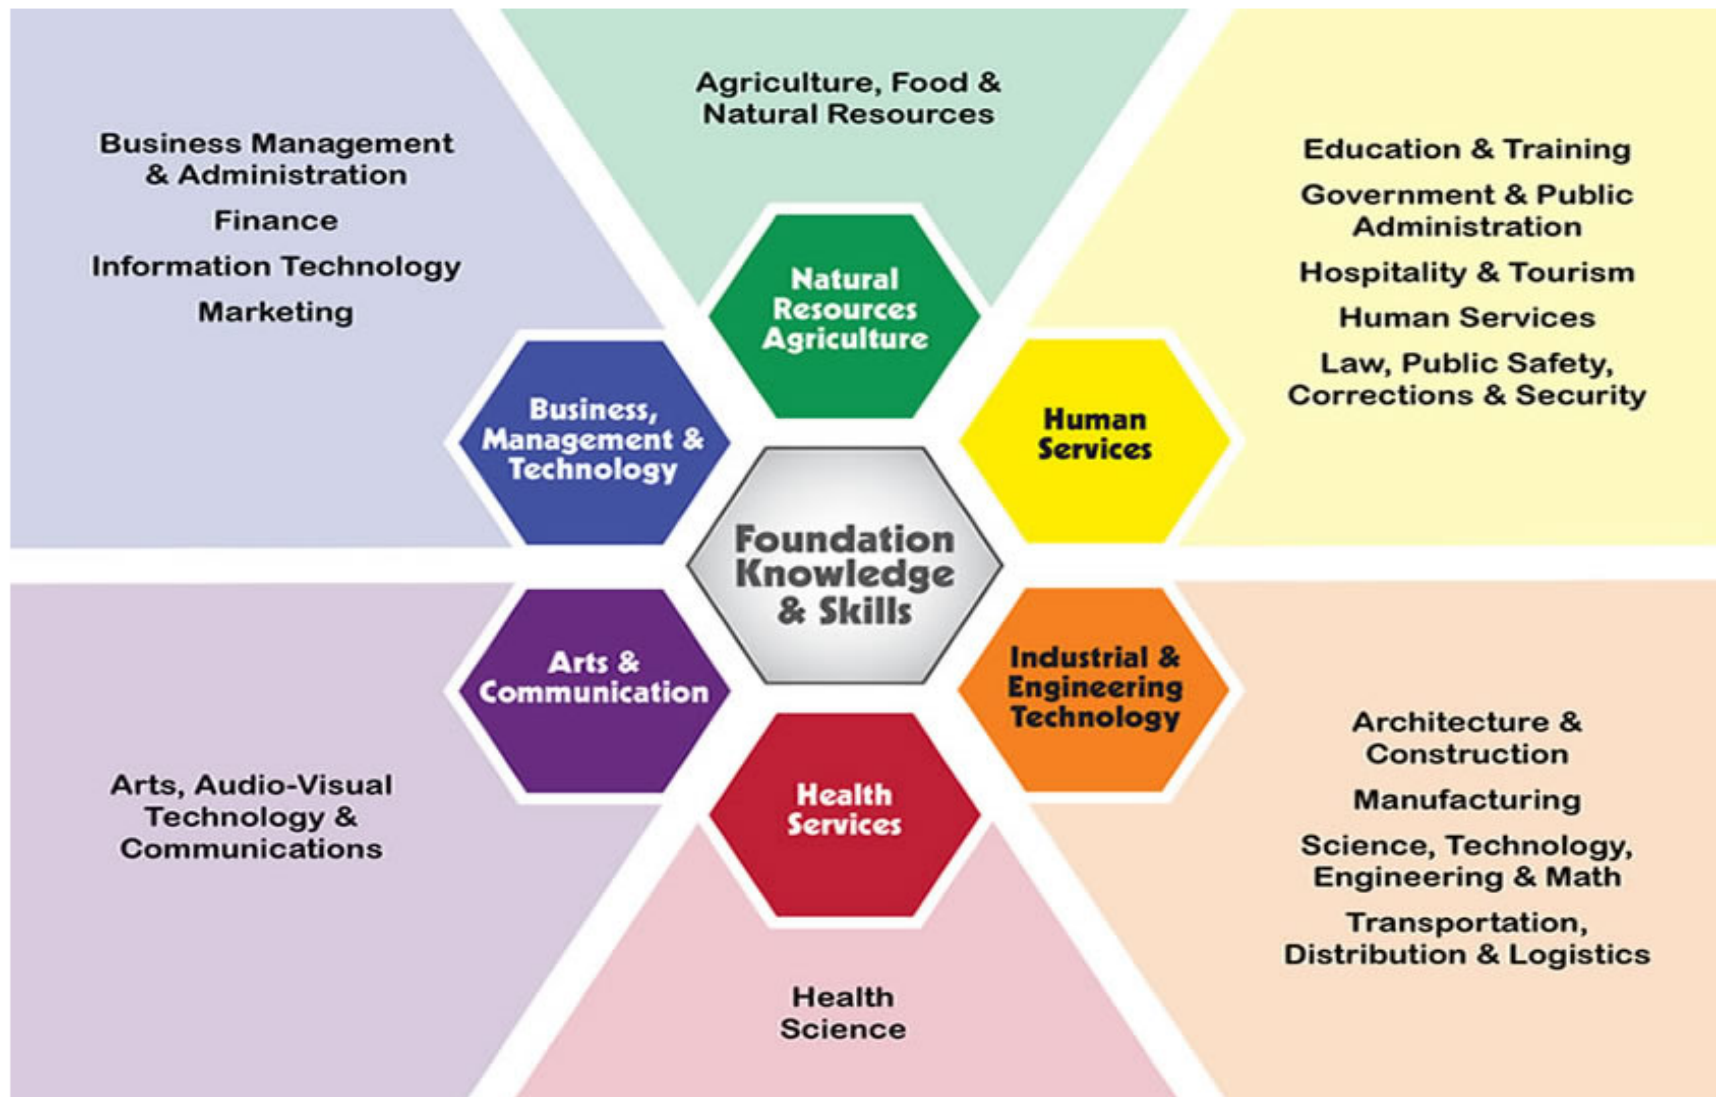 Agriculture, Food &
Natural Resources
Business Management
& Administration
Finance
Information Technology
Marketing
Education & Training
Government & Public
Administration
Hospitality & Tourism
Human Services
Law, Public Safety,
Corrections & Security
Natural
Resources
Agriculture
Business,
Management &
Technology
Human
Services
Foundation
Knowledge
& Skills
Arts &
Communication
Industrial &
Engineering
Technology
Health
Services
Arts, Audio-Visual
Technology &
Communications
Architecture &
Construction
Manufacturing
Science, Technology,
Engineering & Math
Transportation,
Distribution & Logistics
Health
Science